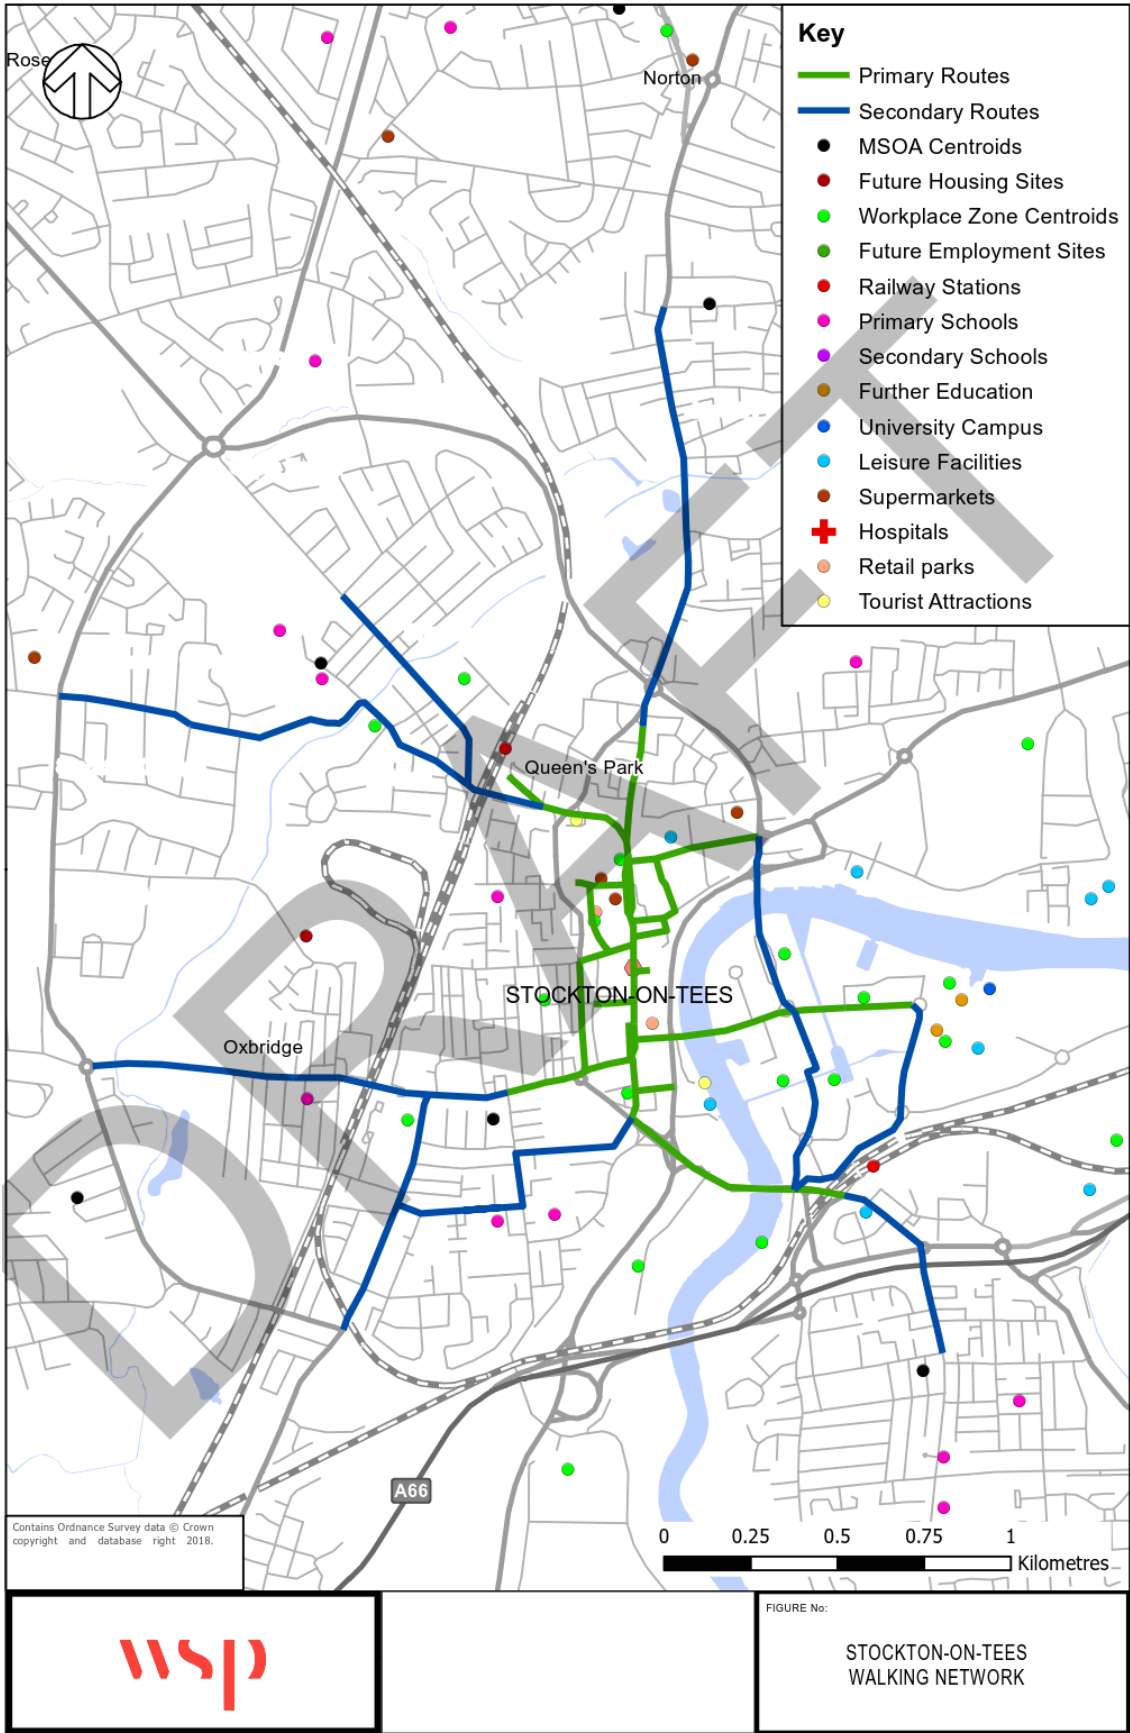 Rose
Norton
Key
Primary Routes
Secondary Routes
MSOA Centroids
Future Housing Sites
Workplace Zone Centroids
Future Employment Sites
Railway Stations
Primary Schools
Secondary Schools
Further Education
University Campus
Leisure Facilities
Supermarkets
Hospitals
Retail parks
Tourist Attractions
Queen's Park
STOCKTON-ON-TEES
Oxbridge
DRAFT
A66
Contains Ordnance Survey data © Crown
copyright and database right 2018.
0 0.25 0.5 0.75 1
Kilometres
wsp
FIGURE No:
STOCKTON-ON-TEES
WALKING NETWORK